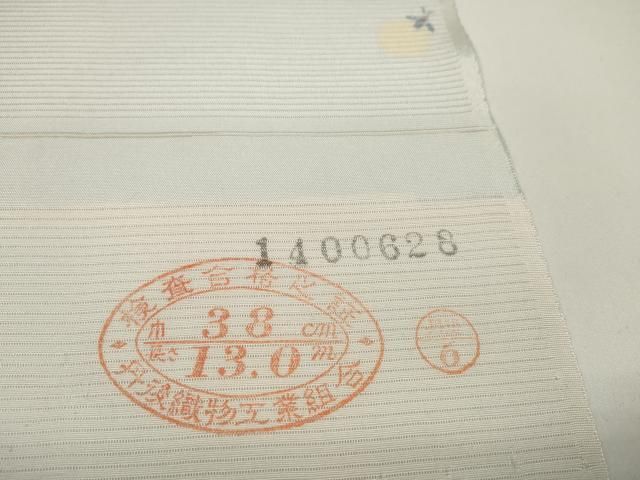 1400628
検査合格之証
巾 38 cm
長さ 13.0 m
丹後織物工業組合
6